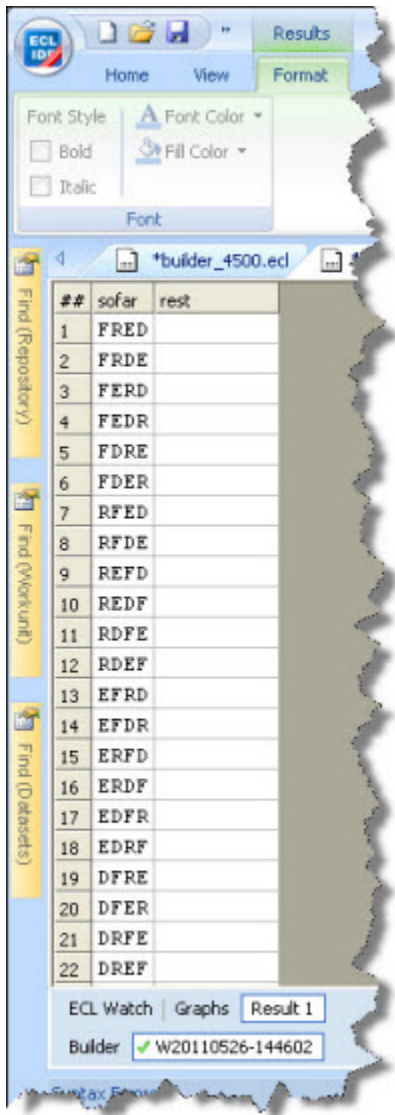 ECL IDE
» Results
Home View Format
Font Style Font Color
Bold Fill Color
Italic
Font
*builder_4500.ecl
Find (Repository)
Find (Workunit)
Find (Datasets)
## sofar rest
1 FRED
2 FRDE
3 FERD
4 FEDR
5 FDRE
6 FDER
7 RFED
8 RFDE
9 REFD
10 REDF
11 RDFE
12 RDEF
13 EFRD
14 EFDR
15 ERFD
16 ERDF
17 EDFR
18 EDRF
19 DFRE
20 DFER
21 DRFE
22 DREF
ECL Watch Graphs Result 1
Builder W20110526-144602
Syntax